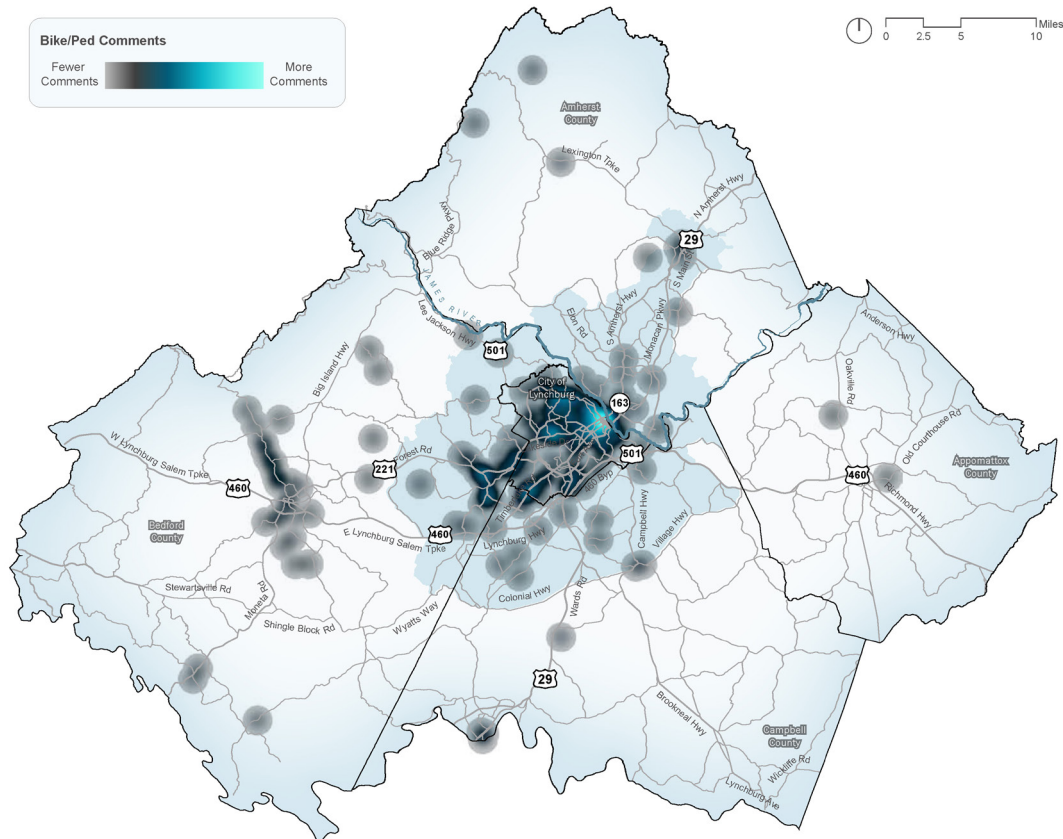 Bike/Ped Comments
Fewer
Comments
More
Comments
Miles
0
2.5
5
10
Amherst
County
Lexington Tpke
N Amherst Hwy
29
S Main St
Blue Ridge Pkwy
JAMES RIVER
Lee Jackson Hwy
501
Elon Rd
S Amherst Hwy
Monacan Pkwy
Anderson Hwy
Oakville Rd
Old Courthouse Rd
Big Island Hwy
City of
Lynchburg
163
W Lynchburg Salem Tpke
Forest Rd
221
501
460
460
Appomattox
County
Richmond Hwy
Bedford
County
460
E Lynchburg Salem Tpke
Lynchburg Hwy
Campbell Hwy
Village Hwy
Colonial Hwy
Stewartsville Rd
Moneta Rd
Shingle Block Rd
Wyatts Way
Wards Rd
29
Brookneal Hwy
Campbell
County
Wickliffe Rd
Lynchburg Ave